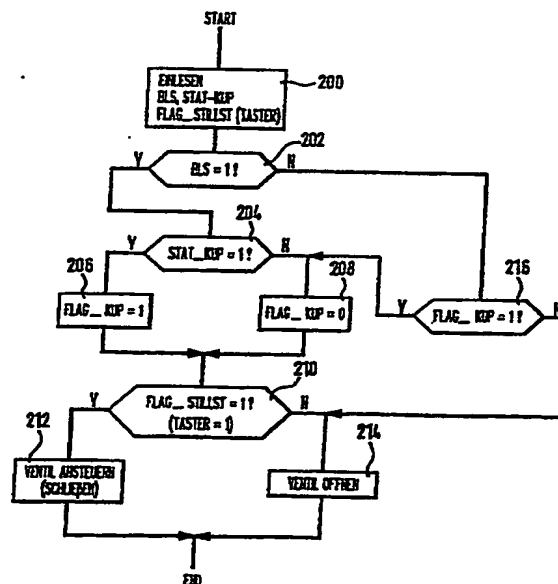 START
200
EINLESEN
BLS, STAT-KUP
FLAG_STILLST (TASTER)
202
Y
BLS = 1 ?
N
204
Y
STAT_KUP = 1 ?
N
206
208
216
FLAG_KUP = 1
FLAG_KUP = 0
Y
FLAG_KUP = 1 ?
N
210
Y
FLAG_STILLST = 1 ?
(TASTER = 1)
N
212
214
VENTIL ANSTEUERN
(SCHLIEßEN)
VENTIL ÖFFNEN
END